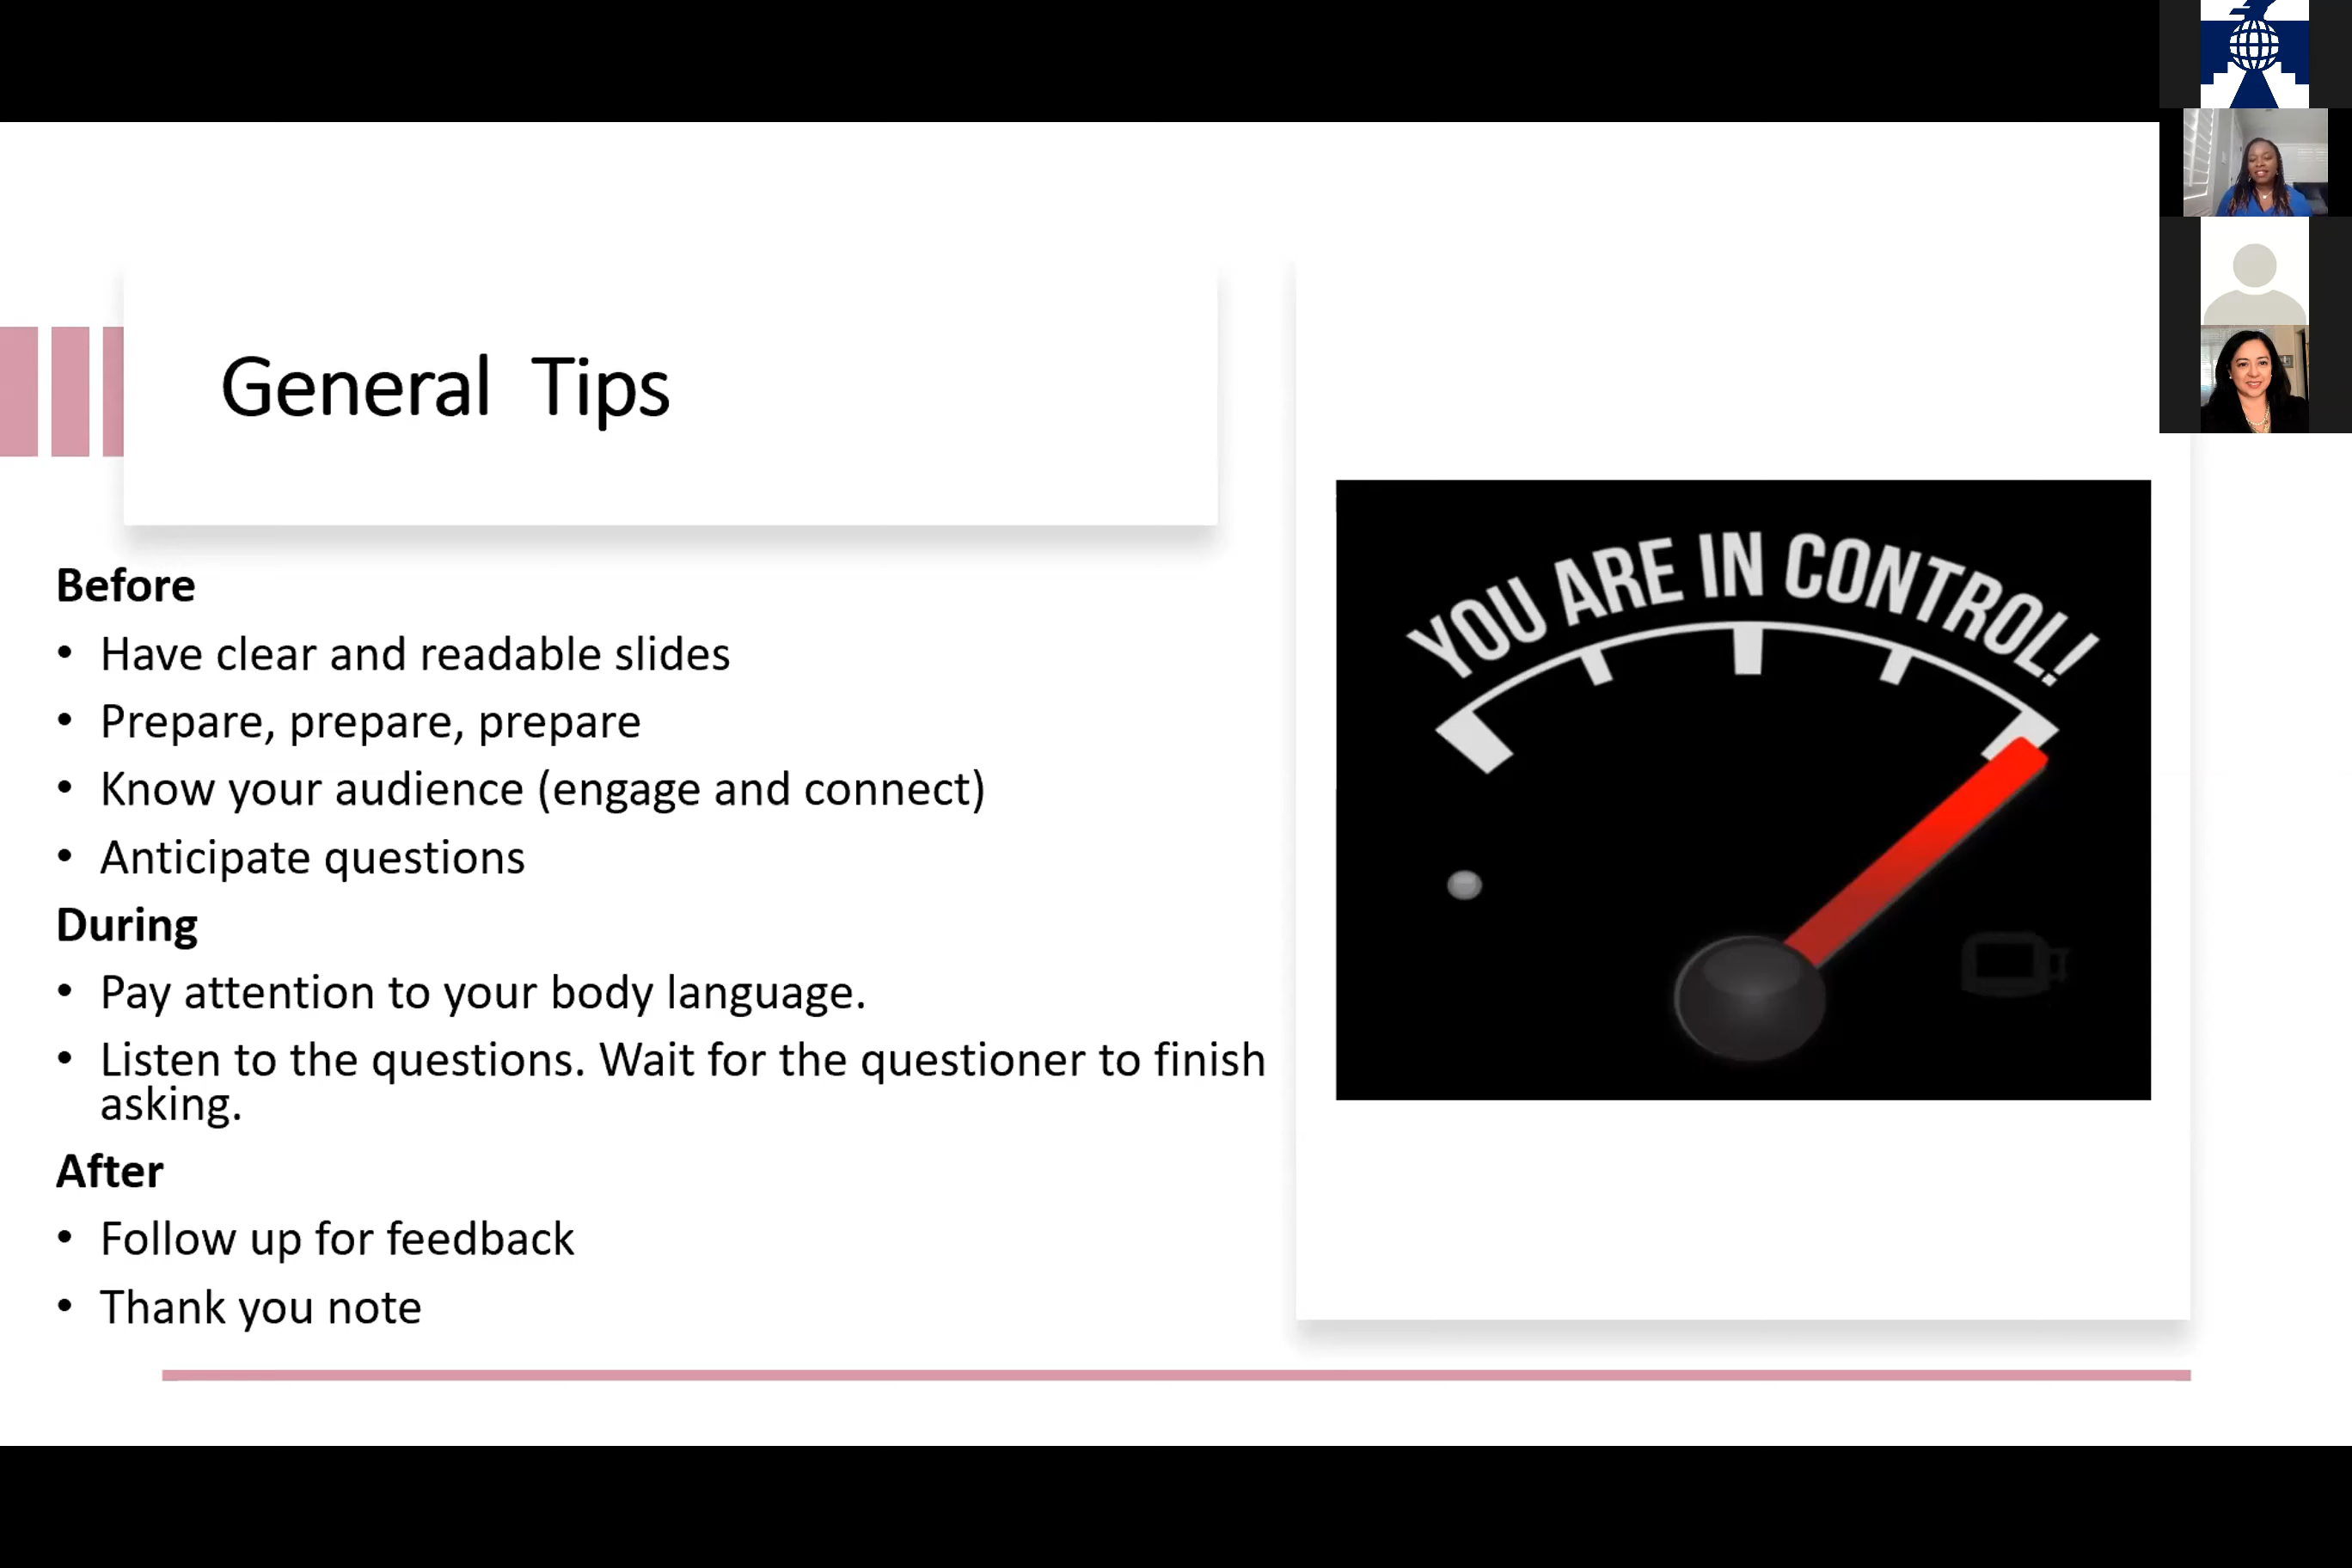 General Tips
Before
• Have clear and readable slides
• Prepare, prepare, prepare
• Know your audience (engage and connect)
• Anticipate questions
During
• Pay attention to your body language.
• Listen to the questions. Wait for the questioner to finish
asking.
After
• Follow up for feedback
• Thank you note
YOU ARE IN CONTROL!